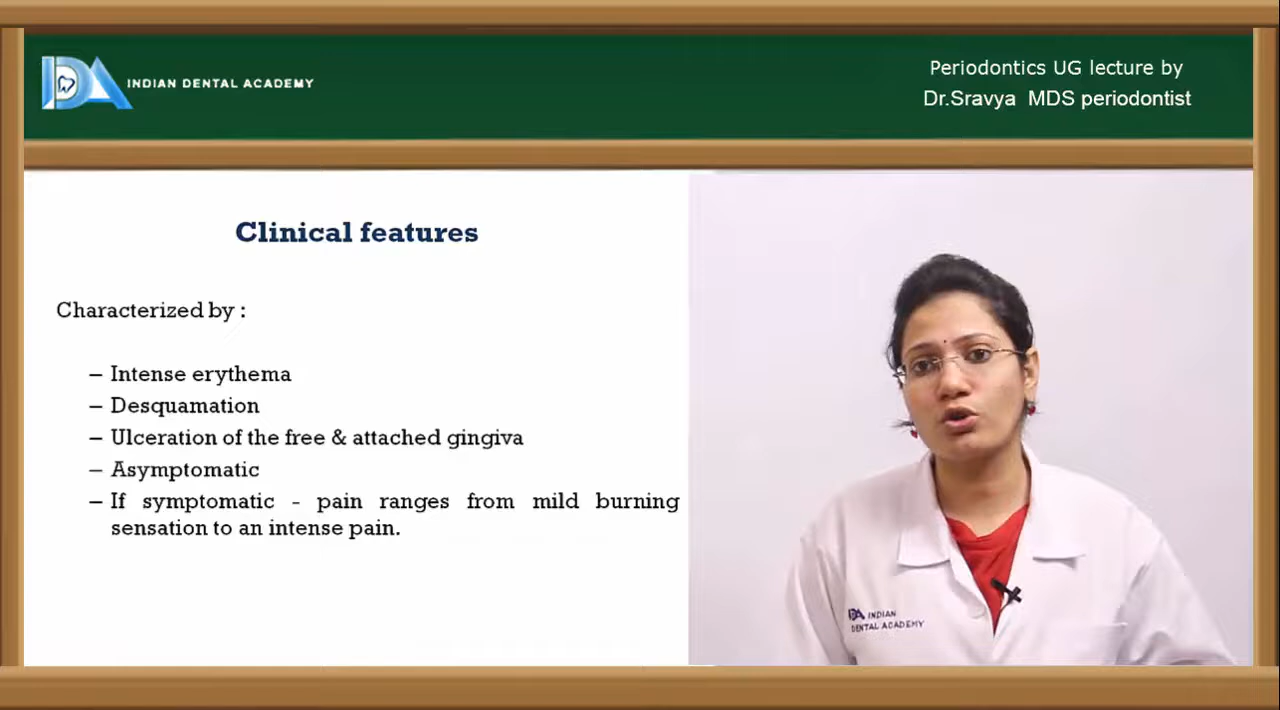 INDIAN DENTAL ACADEMY
Periodontics UG lecture by
Dr.Sravya MDS periodontist
Clinical features
Characterized by :
– Intense erythema
– Desquamation
– Ulceration of the free & attached gingiva
– Asymptomatic
– If symptomatic - pain ranges from mild burning
sensation to an intense pain.
INDIAN
DENTAL ACADEMY